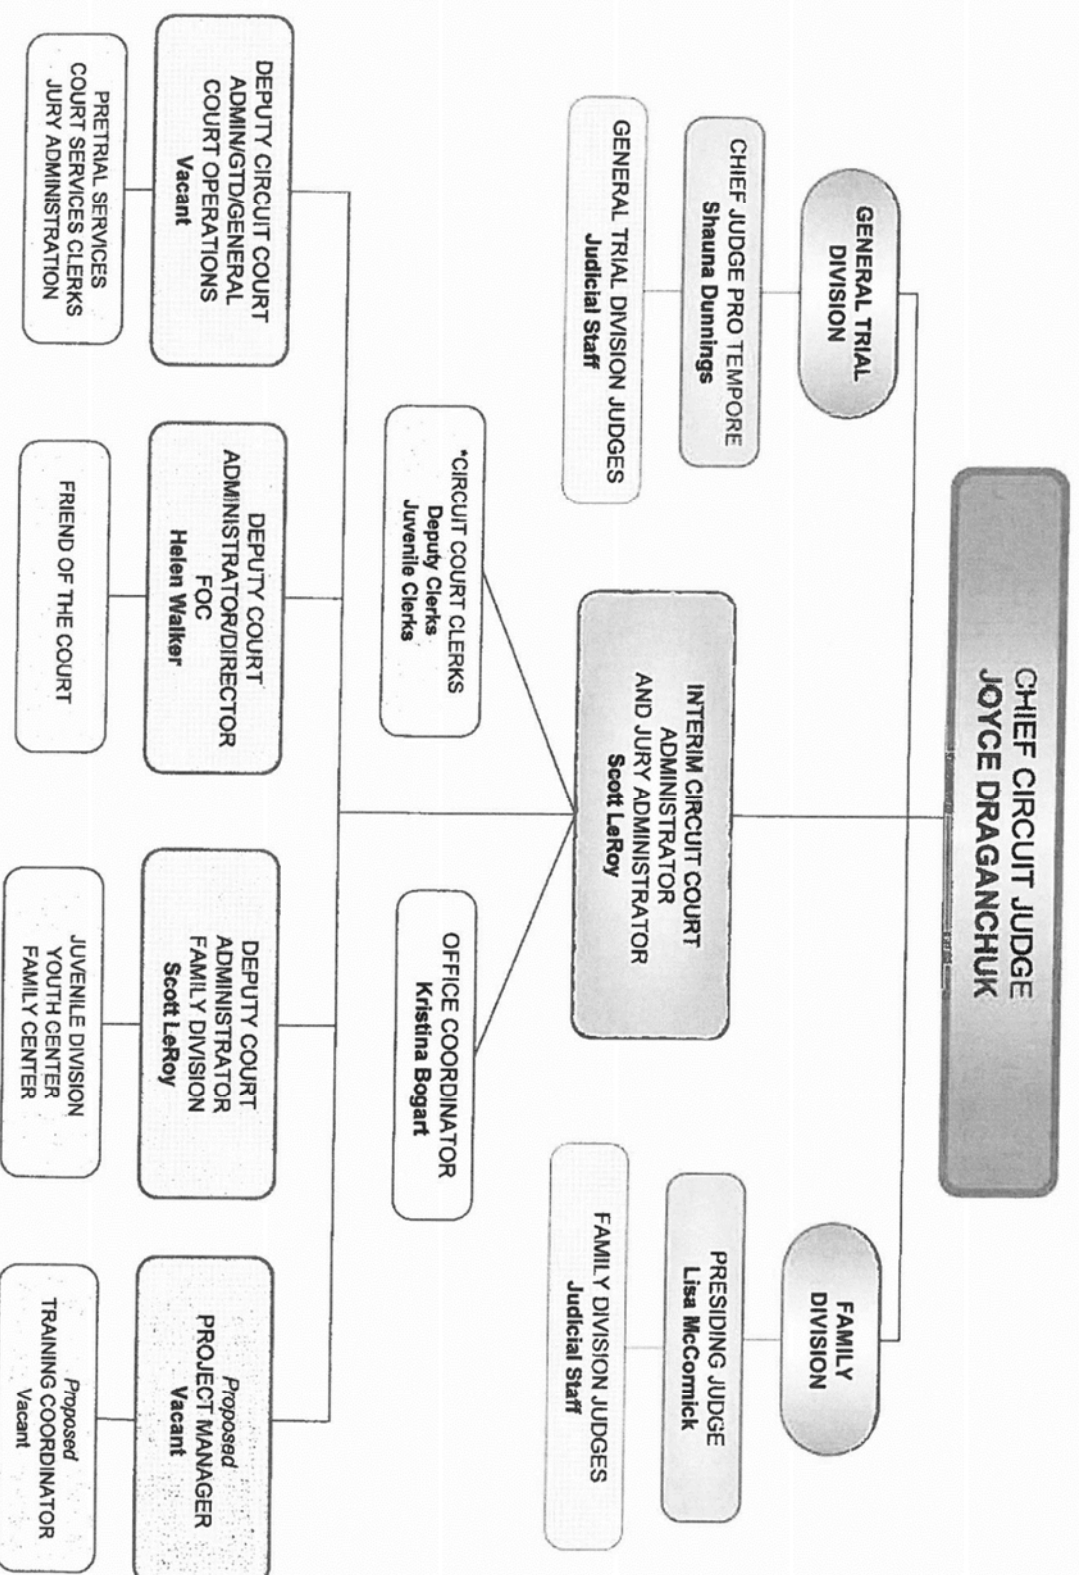 CHIEF CIRCUIT JUDGE
JOYCE DRAGANCHUK
GENERAL TRIAL
DIVISION
CHIEF JUDGE PRO TEMPORE
Shauna Dunnings
GENERAL TRIAL DIVISION JUDGES
Judicial Staff
FAMILY
DIVISION
PRESIDING JUDGE
Lisa McCormick
FAMILY DIVISION JUDGES
Judicial Staff
INTERIM CIRCUIT COURT
ADMINISTRATOR
AND JURY ADMINISTRATOR
Scott LeRoy
*CIRCUIT COURT CLERKS
Deputy Clerks
Juvenile Clerks
OFFICE COORDINATOR
Kristina Bogart
DEPUTY CIRCUIT COURT
ADMIN/GTD/GENERAL
COURT OPERATIONS
Vacant
DEPUTY COURT
ADMINISTRATOR/DIRECTOR
FOC
Helen Walker
DEPUTY COURT
ADMINISTRATOR
FAMILY DIVISION
Scott LeRoy
Proposed
PROJECT MANAGER
Vacant
PRETRIAL SERVICES
COURT SERVICES CLERKS
JURY ADMINISTRATION
FRIEND OF THE COURT
JUVENILE DIVISION
YOUTH CENTER
FAMILY CENTER
Proposed
TRAINING COORDINATOR
Vacant